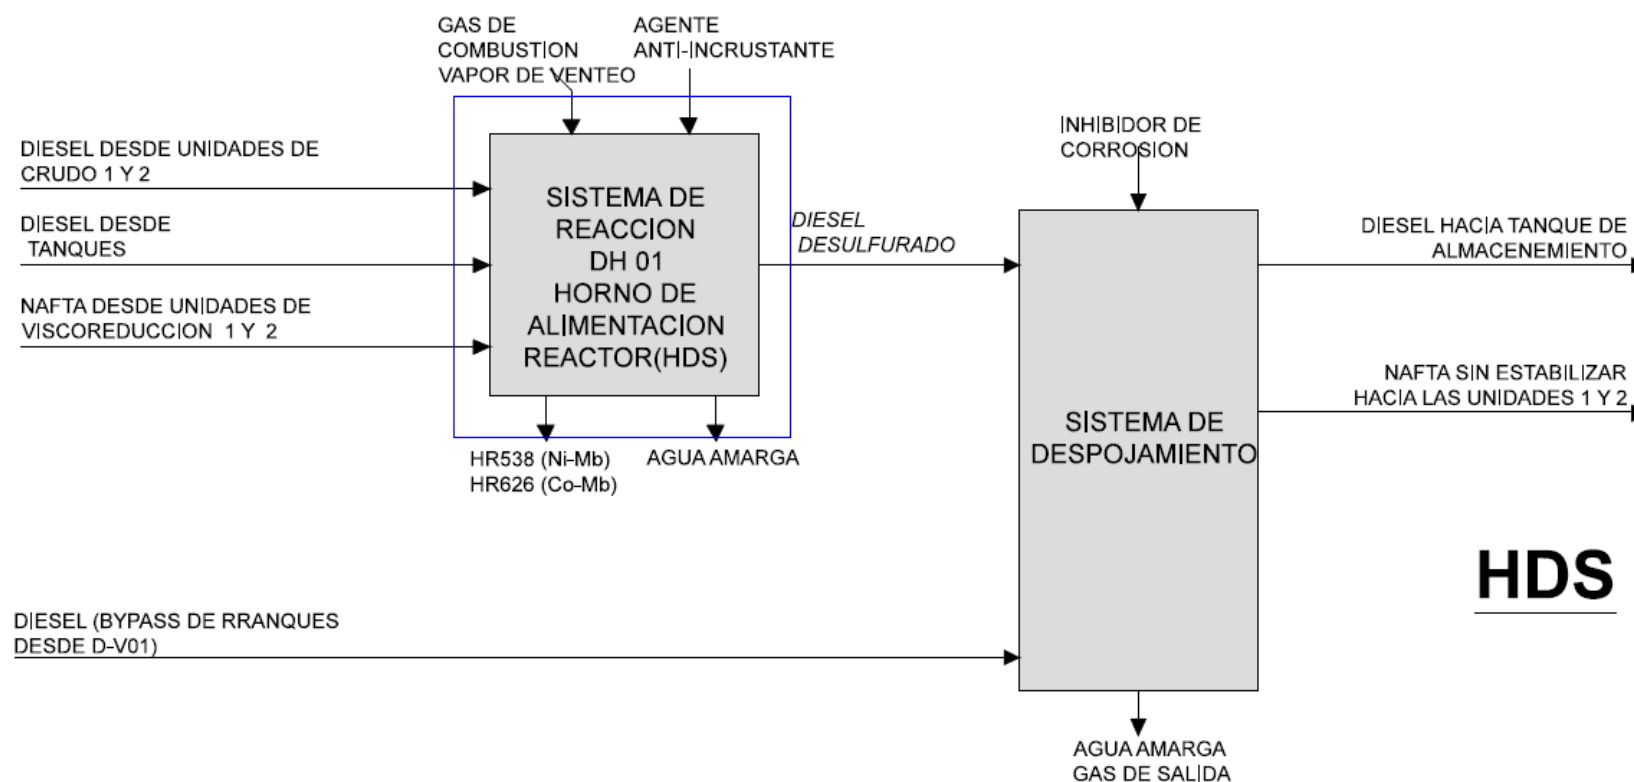 GAS DE
COMBUSTION
VAPOR DE VENTEO
AGENTE
ANTI-INCRUSTANTE
INHIBIDOR DE
CORROSION
DIESEL DESDE UNIDADES DE
CRUDO 1 Y 2
DIESEL DESDE
TANQUES
NAFTA DESDE UNIDADES DE
VISCOREDUCCION 1 Y 2
SISTEMA DE
REACCION
DH 01
HORNO DE
ALIMENTACION
REACTOR(HDS)
DIESEL
DESULFURADO
DIESEL HACIA TANQUE DE
ALMACENEMIENTO
NAFTA SIN ESTABILIZAR
HACIA LAS UNIDADES 1 Y 2
SISTEMA DE
DESPOJAMIENTO
HR538 (Ni-Mb)
HR626 (Co-Mb)
AGUA AMARGA
HDS
DIESEL (BYPASS DE RRANQUES
DESDE D-V01)
AGUA AMARGA
GAS DE SALIDA